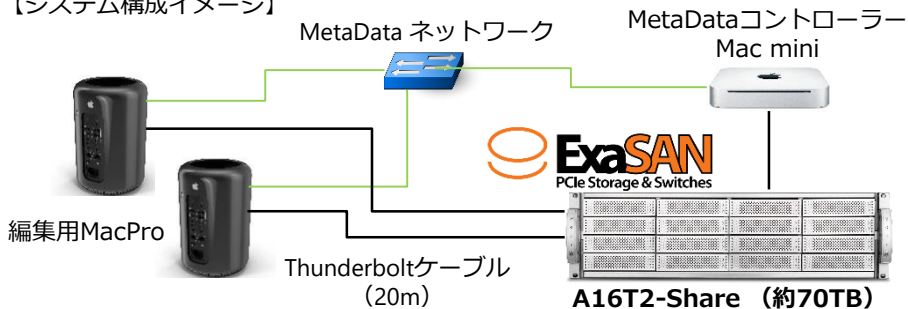 【システム構成イメージ】
MetaData ネットワーク
MetaDataコントローラー
Mac mini
ExaSAN
PCIe Storage & Switches
編集用MacPro
Thunderboltケーブル
（20m）
A16T2-Share （約70TB）